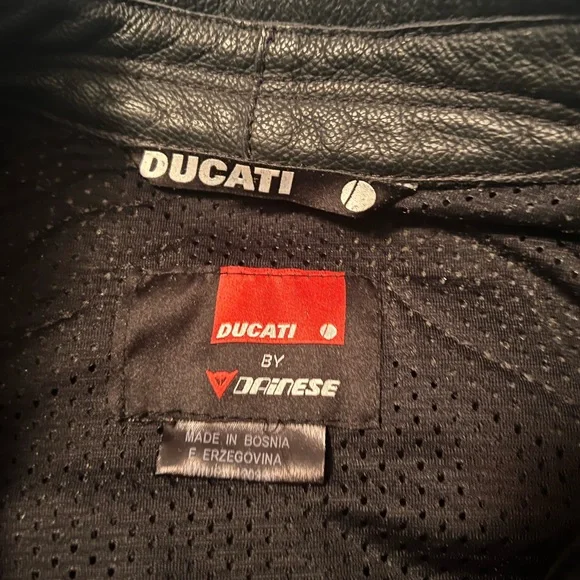 DUCATI
DUCATI
BY
DAINESE
MADE IN BOSNIA
E ERZEGOVINA